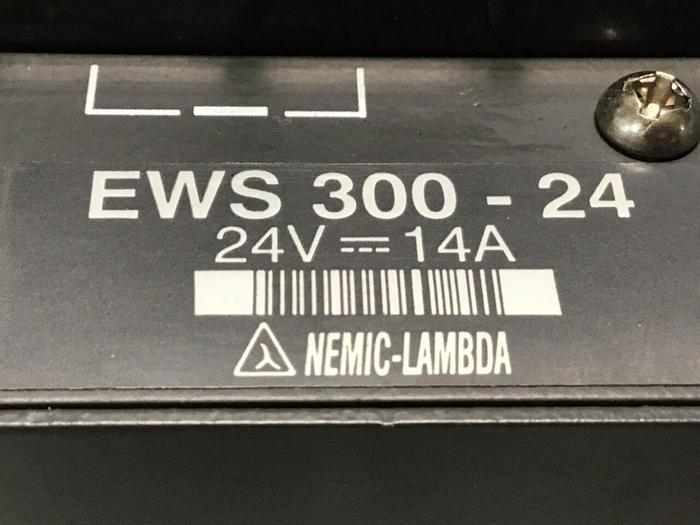 EWS 300 - 24
24V ⎓ 14A
NEMIC-LAMBDA